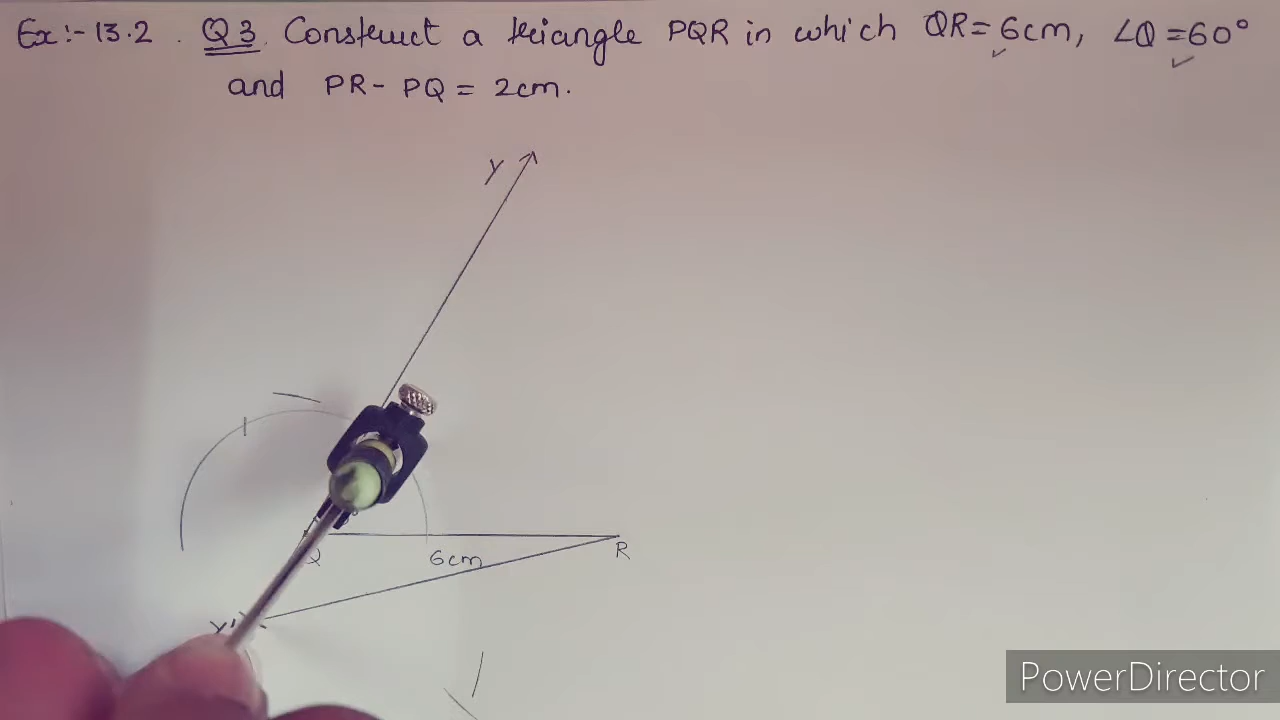 Ex:- 13.2. Q3. Construct a triangle PQR in which QR = 6cm, ∠Q = 60°
and PR - PQ = 2cm.
y
Q
6cm
R
PowerDirector